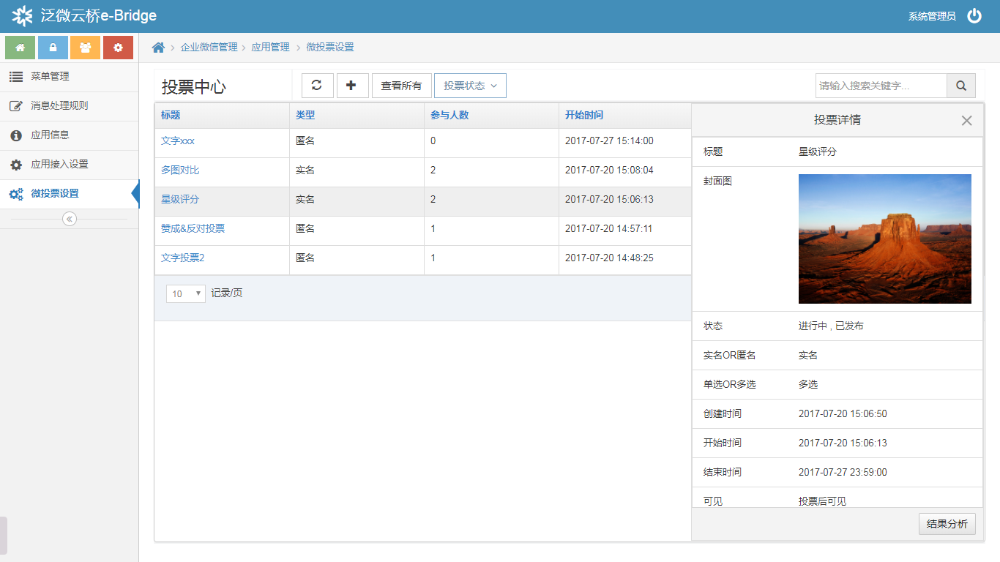 泛微云桥e-Bridge
系统管理员
企业微信管理 应用管理 微投票设置
菜单管理
消息处理规则
应用信息
应用接入设置
微投票设置
投票中心
查看所有
投票状态
请输入搜索关键字...
标题 类型 参与人数 开始时间
文字xxx 匿名 0 2017-07-27 15:14:00
多图对比 实名 2 2017-07-20 15:08:04
星级评分 实名 2 2017-07-20 15:06:13
赞成&反对投票 匿名 1 2017-07-20 14:57:11
文字投票2 匿名 1 2017-07-20 14:48:25
10 记录/页
投票详情
标题 星级评分
封面图
状态 进行中 , 已发布
实名OR匿名 实名
单选OR多选 多选
创建时间 2017-07-20 15:06:50
开始时间 2017-07-20 15:06:13
结束时间 2017-07-27 23:59:00
可见 投票后可见
结果分析